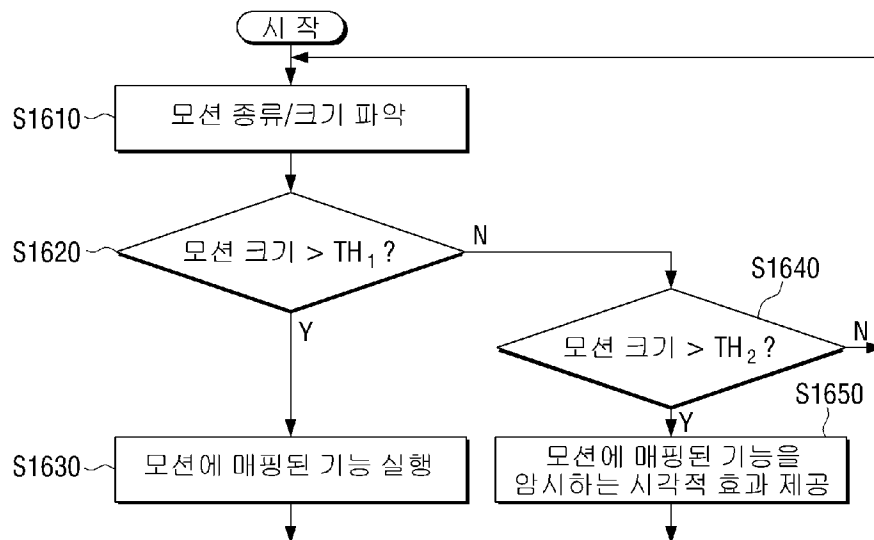 시 작
S1610
모션 종류/크기 파악
S1620
모션 크기 > TH₁ ?
N
Y
S1640
모션 크기 > TH₂ ?
N
Y
S1630
모션에 매핑된 기능 실행
S1650
모션에 매핑된 기능을
암시하는 시각적 효과 제공